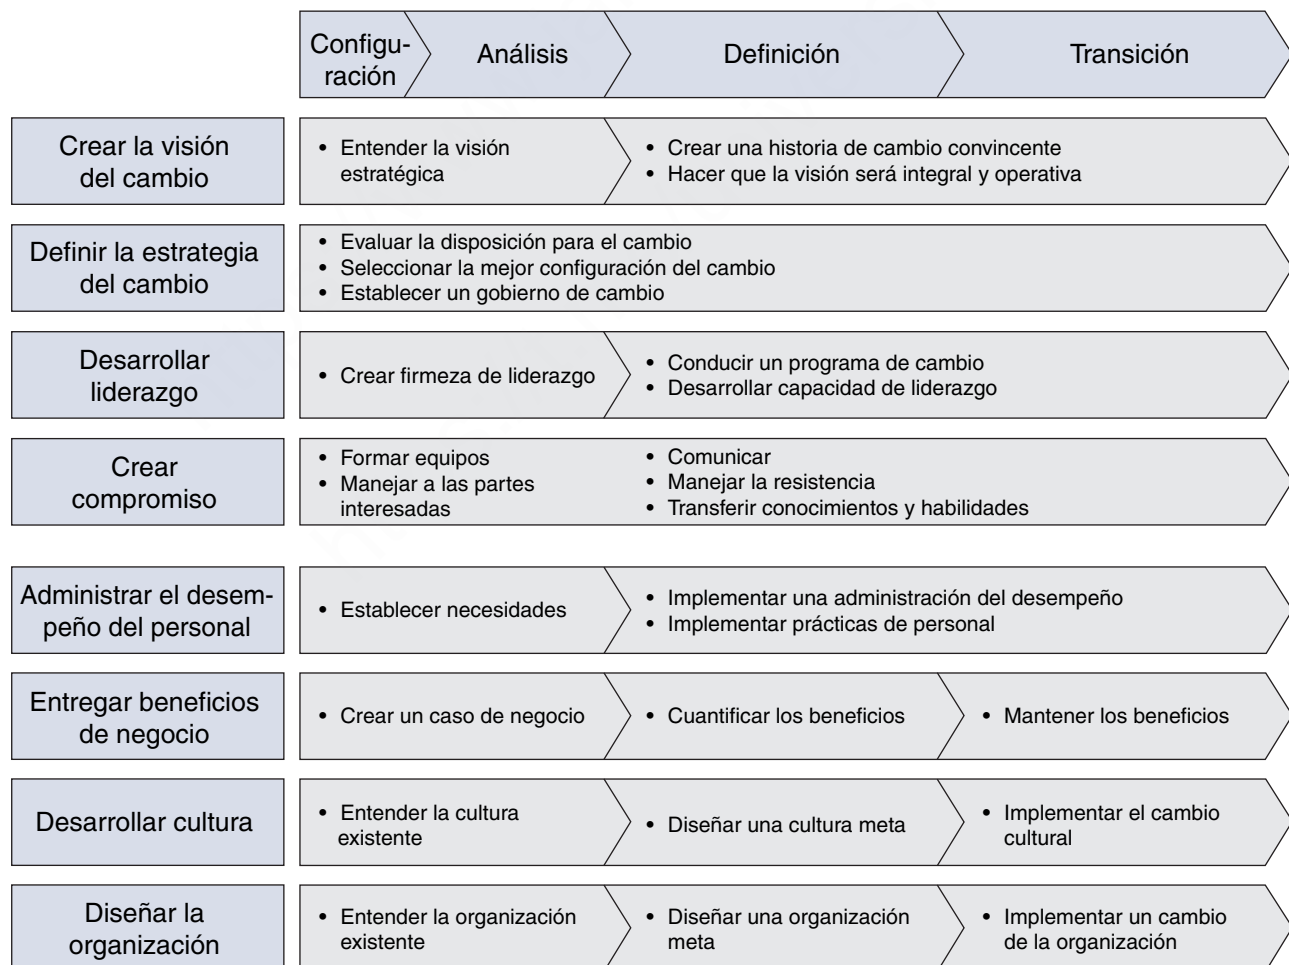 Configu-
ración
Análisis
Definición
Transición
Crear la visión
del cambio
• Entender la visión
estratégica
• Crear una historia de cambio convincente
• Hacer que la visión será integral y operativa
Definir la estrategia
del cambio
• Evaluar la disposición para el cambio
• Seleccionar la mejor configuración del cambio
• Establecer un gobierno de cambio
Desarrollar
liderazgo
• Crear firmeza de liderazgo
• Conducir un programa de cambio
• Desarrollar capacidad de liderazgo
Crear
compromiso
• Formar equipos
• Manejar a las partes
interesadas
• Comunicar
• Manejar la resistencia
• Transferir conocimientos y habilidades
Administrar el desem-
peño del personal
• Establecer necesidades
• Implementar una administración del desempeño
• Implementar prácticas de personal
Entregar beneficios
de negocio
• Crear un caso de negocio
• Cuantificar los beneficios
• Mantener los beneficios
Desarrollar cultura
• Entender la cultura
existente
• Diseñar una cultura meta
• Implementar el cambio
cultural
Diseñar la
organización
• Entender la organización
existente
• Diseñar una organización
meta
• Implementar un cambio
de la organización